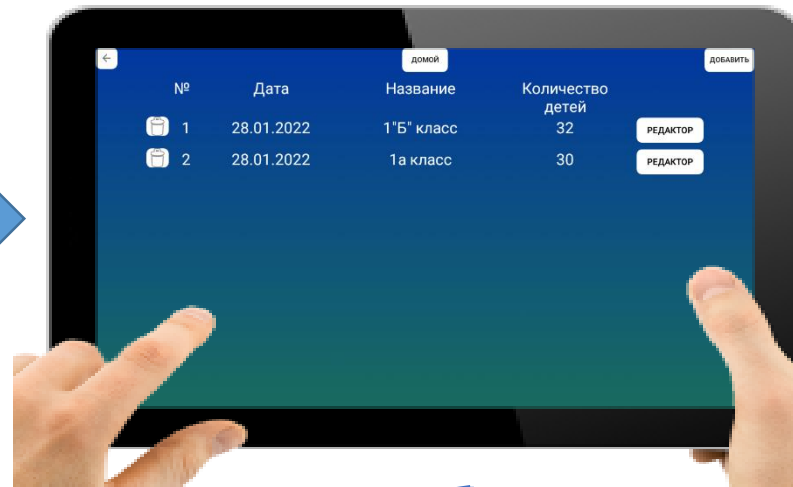 ← ДОМОЙ ДОБАВИТЬ
№ Дата Название Количество
детей
1 28.01.2022 1"Б" класс 32 РЕДАКТОР
2 28.01.2022 1а класс 30 РЕДАКТОР